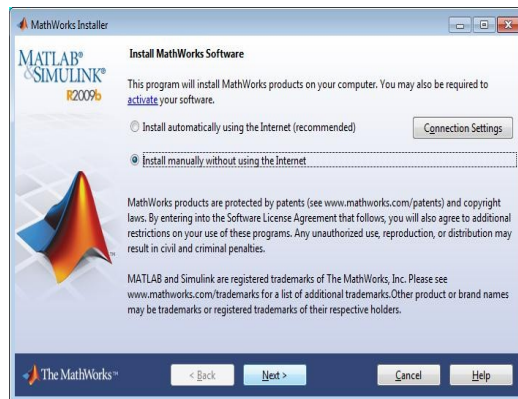 MathWorks Installer
MATLAB®
&SIMULINK®
R2009b
Install MathWorks Software
This program will install MathWorks products on your computer. You may also be required to
activate your software.
Install automatically using the Internet (recommended)
Connection Settings
Install manually without using the Internet
MathWorks products are protected by patents (see www.mathworks.com/patents) and copyright
laws. By entering into the Software License Agreement that follows, you will also agree to additional
restrictions on your use of these programs. Any unauthorized use, reproduction, or distribution may
result in civil and criminal penalties.
MATLAB and Simulink are registered trademarks of The MathWorks, Inc. Please see
www.mathworks.com/trademarks for a list of additional trademarks.Other product or brand names
may be trademarks or registered trademarks of their respective holders.
The MathWorks™
< Back
Next >
Cancel
Help